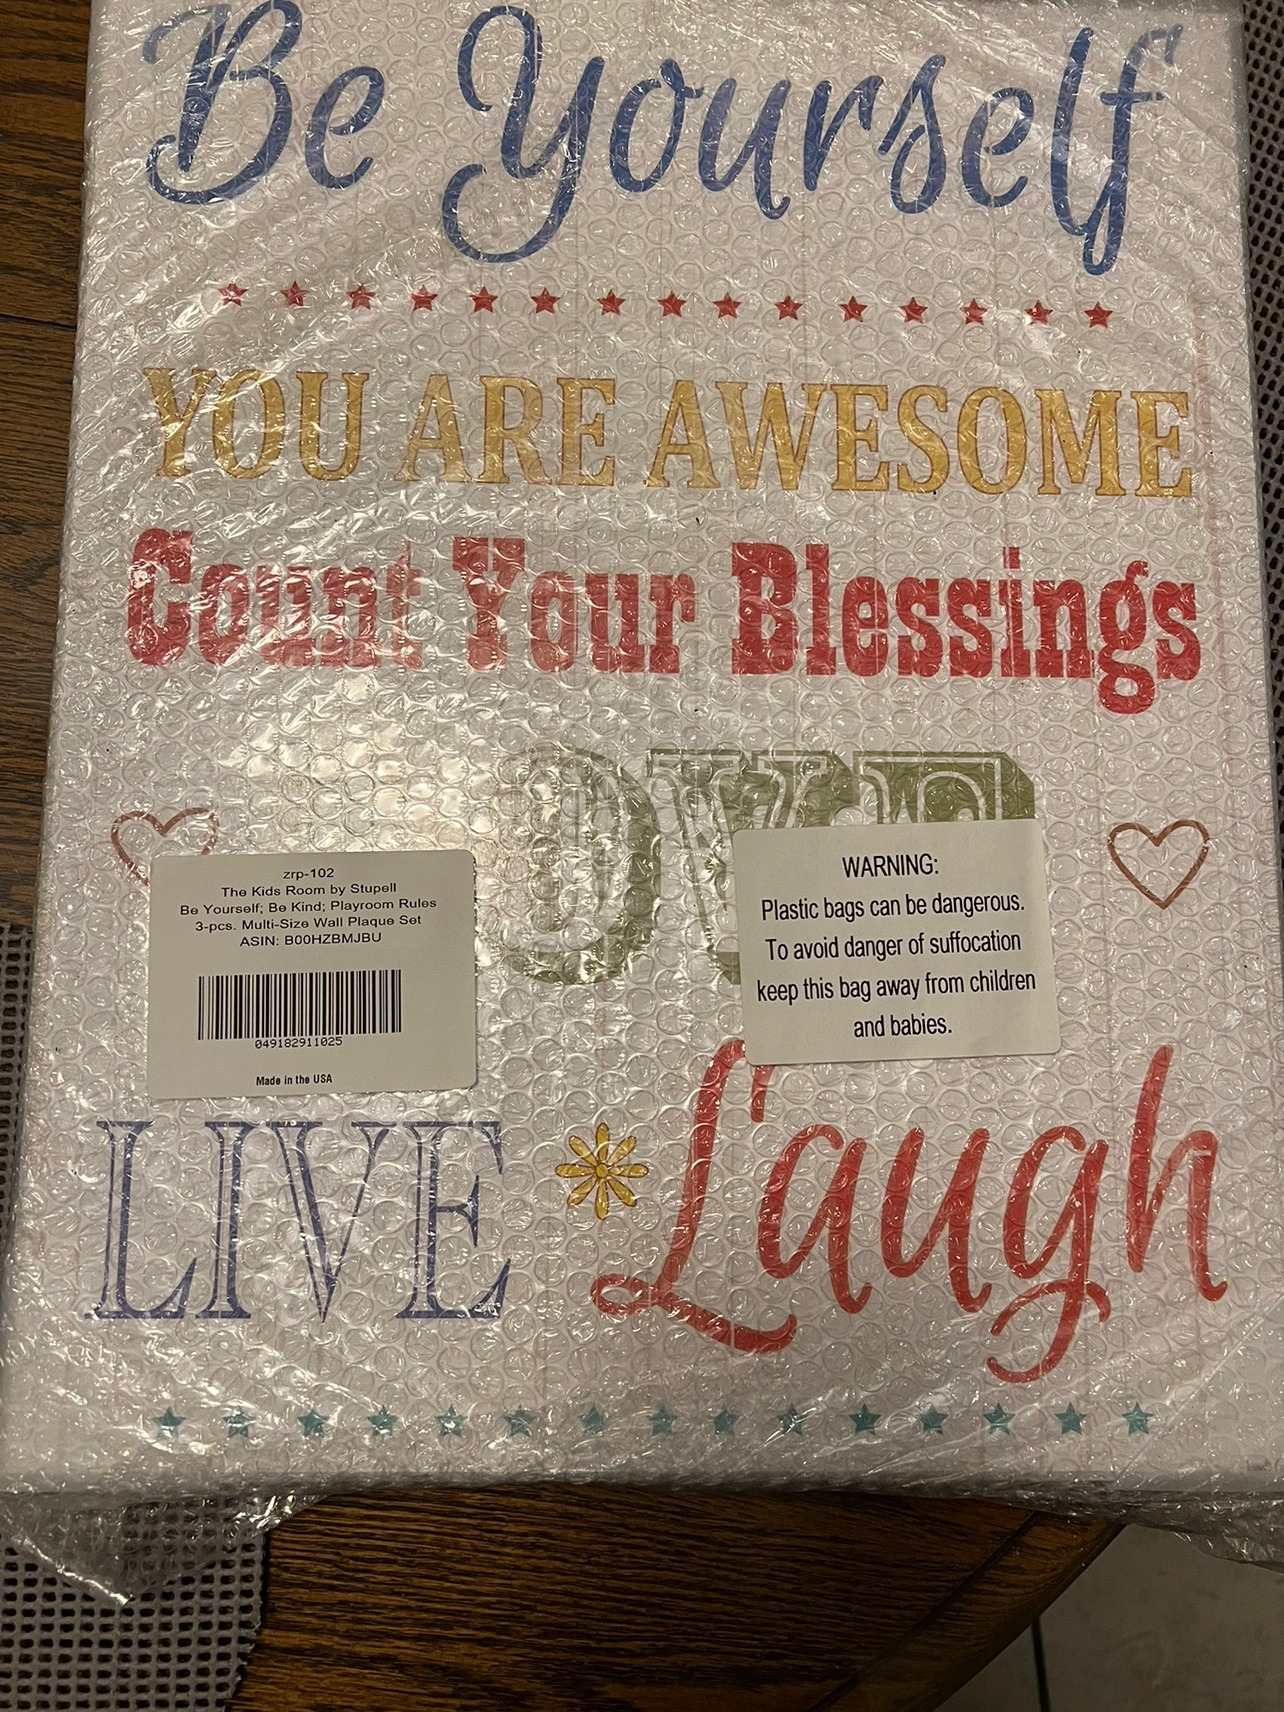 Be Yourself
YOU ARE AWESOME
Count Your Blessings
OVE
zrp-102
The Kids Room by Stupell
Be Yourself; Be Kind; Playroom Rules
3-pcs. Multi-Size Wall Plaque Set
ASIN: B00HZBMJBU
049182911025
Made in the USA
WARNING:
Plastic bags can be dangerous.
To avoid danger of suffocation
keep this bag away from children
and babies.
LIVE Laugh